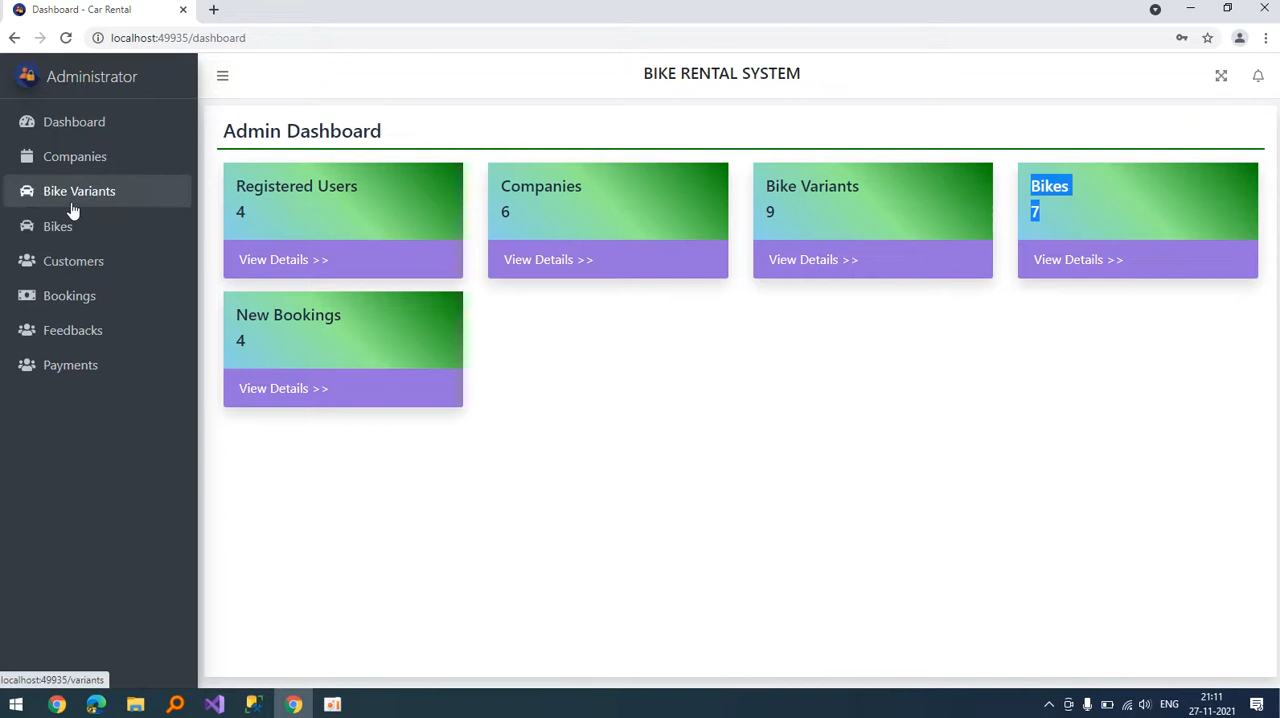 Dashboard - Car Rental
localhost:49935/dashboard
Administrator
BIKE RENTAL SYSTEM
Dashboard
Companies
Bike Variants
Bikes
Customers
Bookings
Feedbacks
Payments
Admin Dashboard
Registered Users
4
View Details >>
Companies
6
View Details >>
Bike Variants
9
View Details >>
Bikes
7
View Details >>
New Bookings
4
View Details >>
localhost:49935/variants
ENG
21:11
27-11-2021